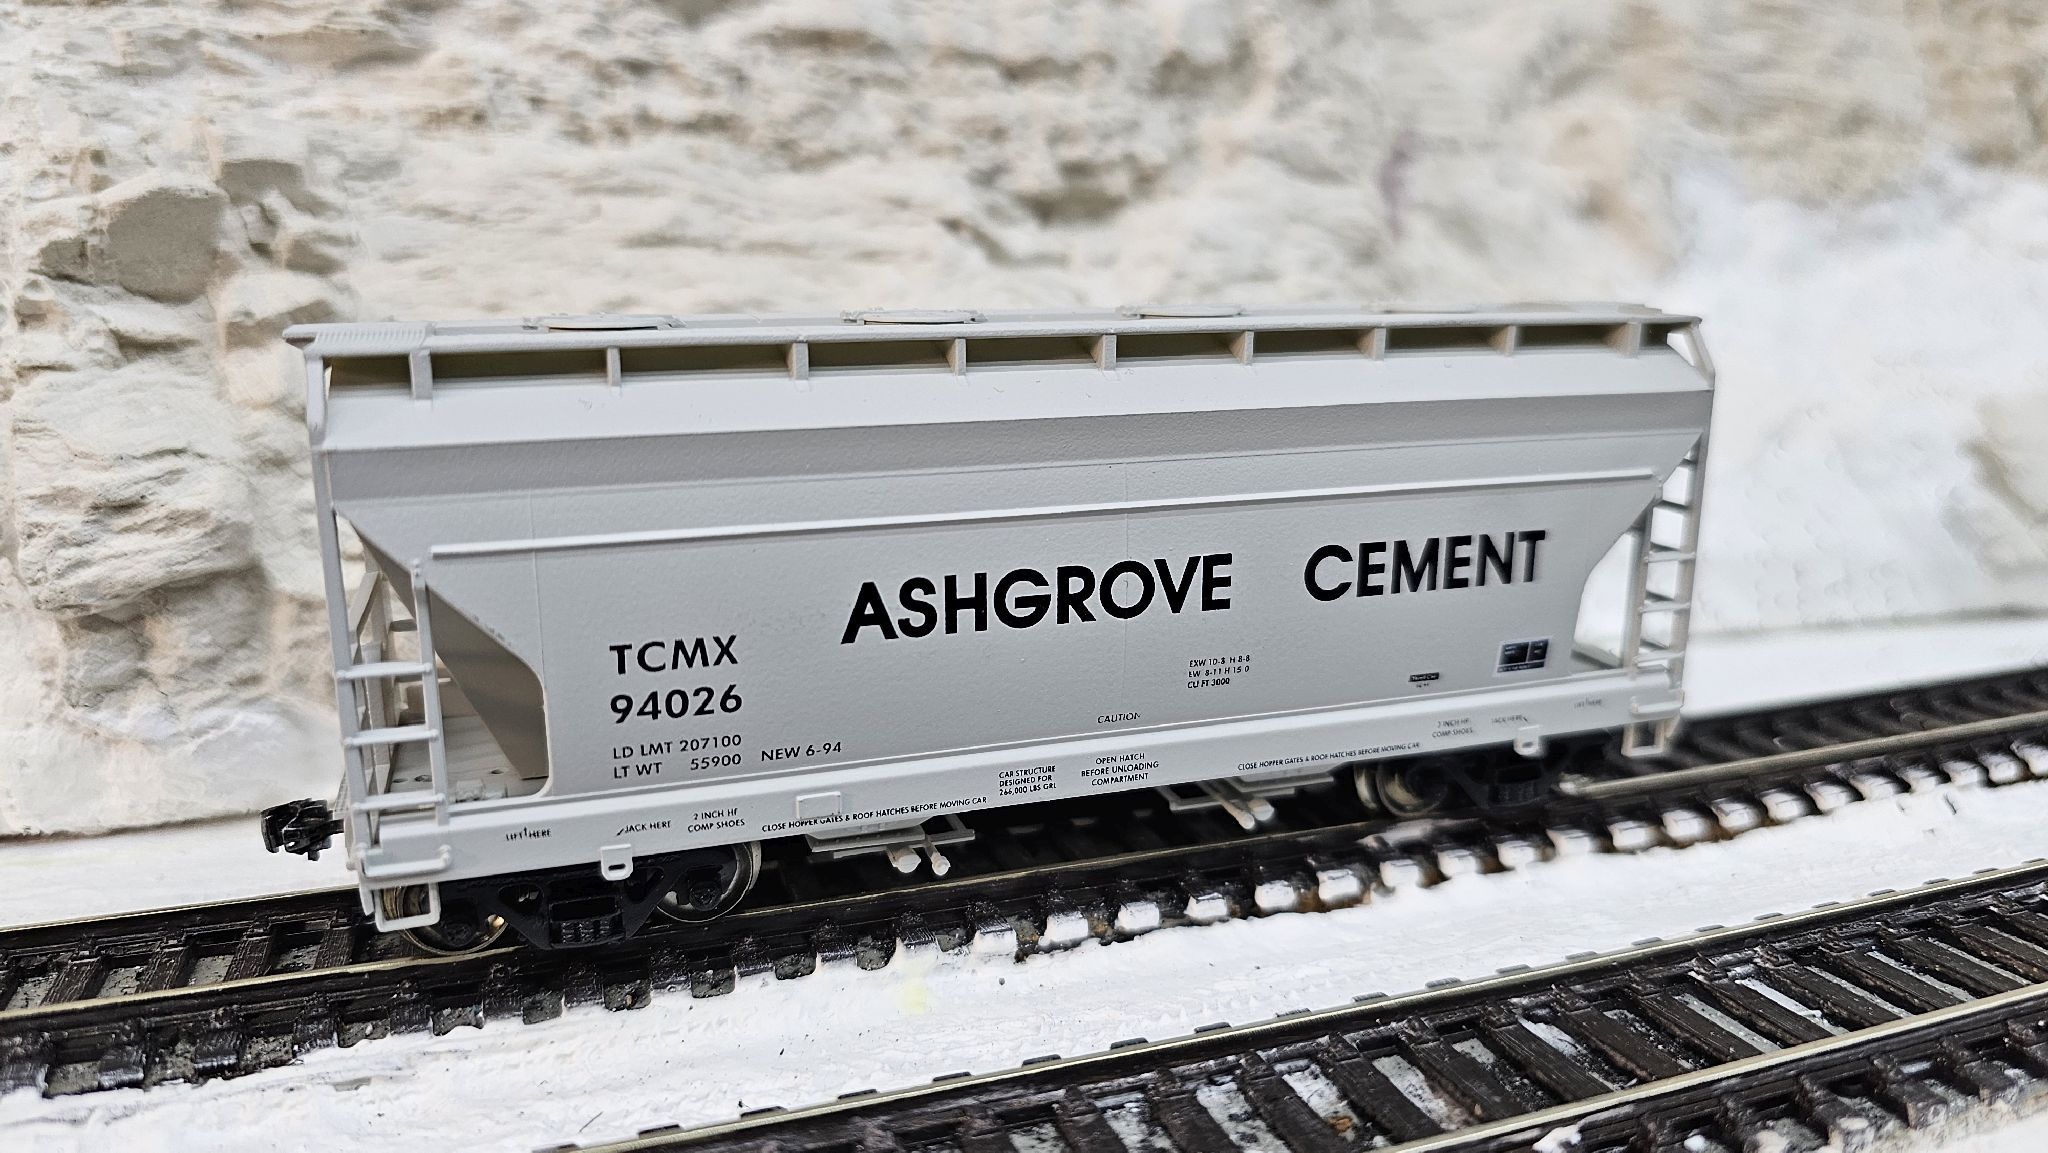 ASHGROVE CEMENT
TCMX
94026
LD LMT 207100
LT WT 55900 NEW 6-94
EXW 10-8 H 8-8
EW 8-11 H 15-0
CU FT 3000
CAUTION
LIFT HERE
JACK HERE
2 INCH HF
COMP SHOES
CLOSE HOPPER GATES & ROOF HATCHES BEFORE MOVING CAR
CAR STRUCTURE
DESIGNED FOR
266,000 LBS GRL
OPEN HATCH
BEFORE UNLOADING
COMPARTMENT
CLOSE HOPPER GATES & ROOF HATCHES BEFORE MOVING CAR
2 INCH HF
COMP SHOES
JACK HERE
LIFT HERE